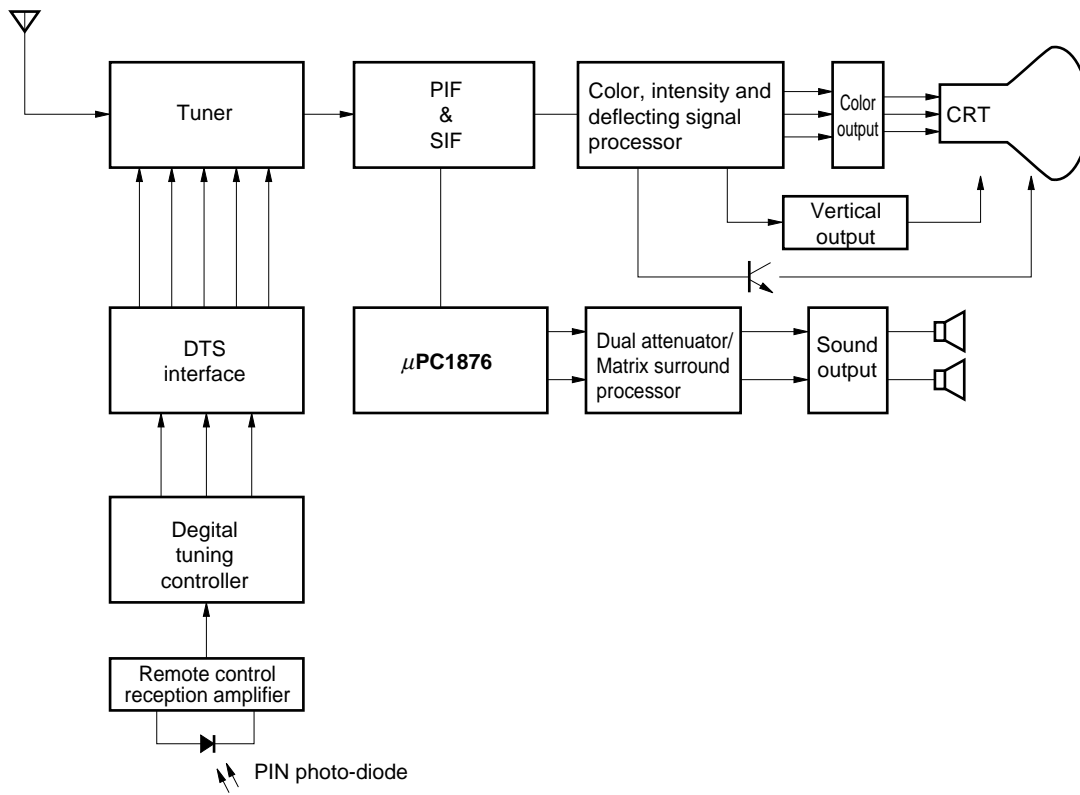 Tuner
PIF
&
SIF
Color, intensity and
deflecting signal
processor
Color
output
CRT
Vertical
output
DTS
interface
μPC1876
Dual attenuator/
Matrix surround
processor
Sound
output
Degital
tuning
controller
Remote control
reception amplifier
PIN photo-diode